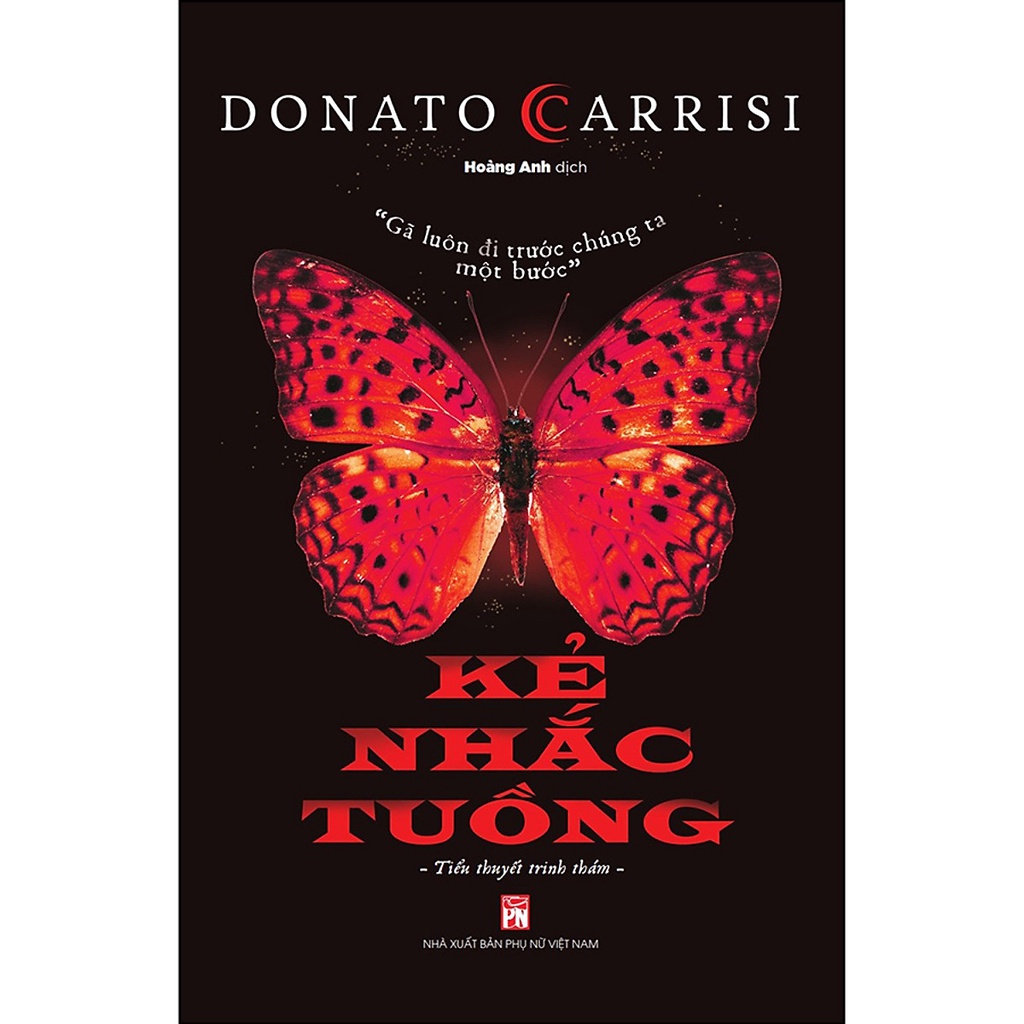 DONATO CARRISI
Hoàng Anh dịch
“Gã luôn đi trước chúng ta
một bước”
KẺ
NHẮC
TUỒNG
- Tiểu thuyết trinh thám -
PN
NHÀ XUẤT BẢN PHỤ NỮ VIỆT NAM